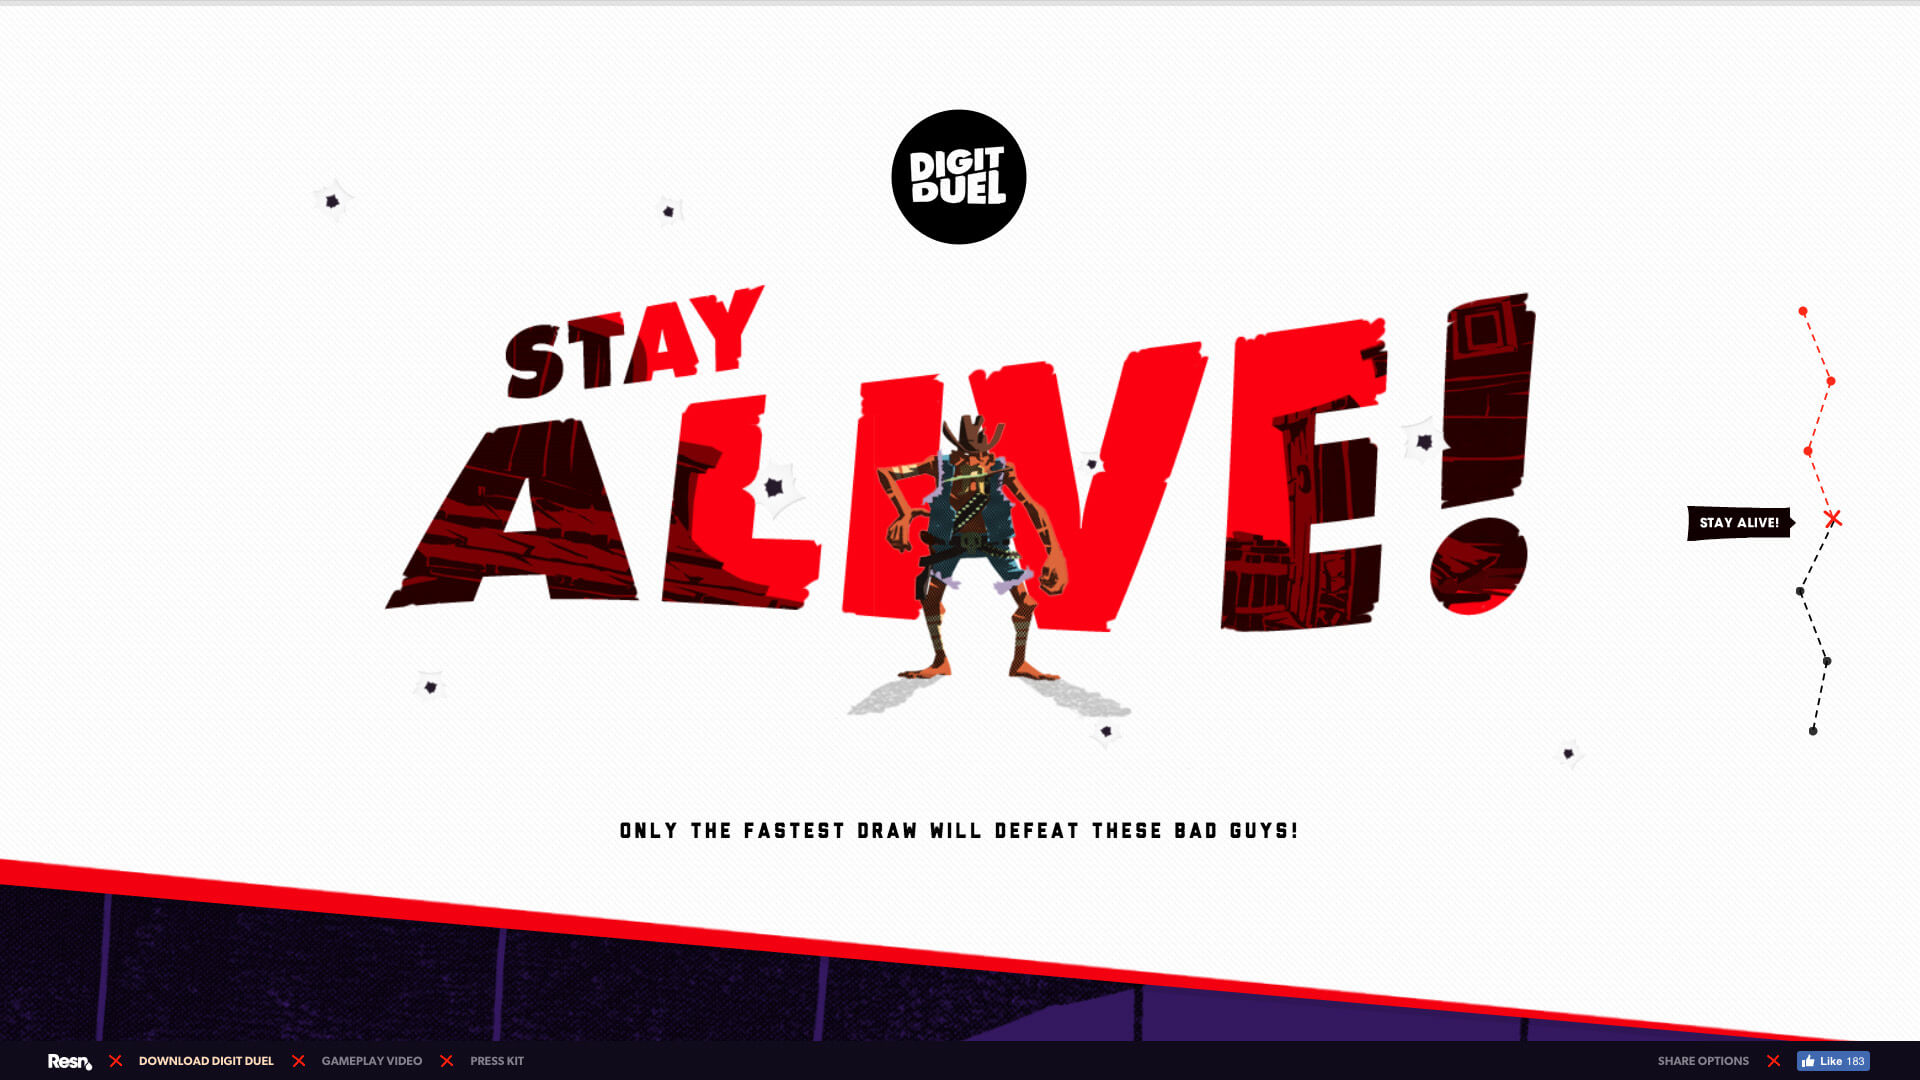 DIGIT
DUEL
STAY
ALIVE!
STAY ALIVE!
ONLY THE FASTEST DRAW WILL DEFEAT THESE BAD GUYS!
Resn
DOWNLOAD DIGIT DUEL
GAMEPLAY VIDEO
PRESS KIT
SHARE OPTIONS
Like 183